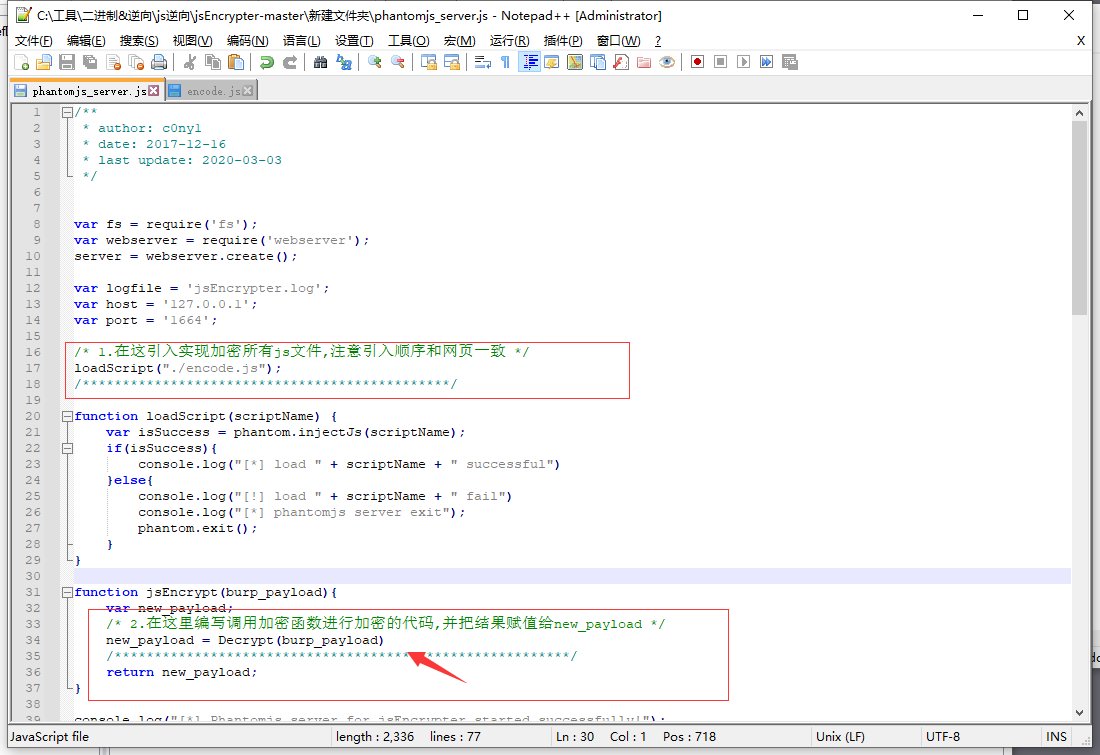 C:\工具\二进制&逆向\js逆向\jsEncrypter-master\新建文件夹\phantomjs_server.js - Notepad++ [Administrator]
文件(F) 编辑(E) 搜索(S) 视图(V) 编码(N) 语言(L) 设置(T) 工具(O) 宏(M) 运行(R) 插件(P) 窗口(W) ? X
phantomjs_server.js encode.js
1 /**
2 * author: c0ny1
3 * date: 2017-12-16
4 * last update: 2020-03-03
5 */
6
7
8 var fs = require('fs');
9 var webserver = require('webserver');
10 server = webserver.create();
11
12 var logfile = 'jsEncrypter.log';
13 var host = '127.0.0.1';
14 var port = '1664';
15
16 /* 1.在这引入实现加密所有js文件,注意引入顺序和网页一致 */
17 loadScript("./encode.js");
18 /**********************************************/
19
20 function loadScript(scriptName) {
21 var isSuccess = phantom.injectJs(scriptName);
22 if(isSuccess){
23 console.log("[*] load " + scriptName + " successful")
24 }else{
25 console.log("[!] load " + scriptName + " fail")
26 console.log("[*] phantomjs server exit");
27 phantom.exit();
28 }
29 }
30
31 function jsEncrypt(burp_payload){
32 var new_payload;
33 /* 2.在这里编写调用加密函数进行加密的代码,并把结果赋值给new_payload */
34 new_payload = Decrypt(burp_payload)
35 /*********************************************************/
36 return new_payload;
37 }
38
39 console.log("[*] Phantomjs server for jsEncrypter started successfully!");
JavaScript file length : 2,336 lines : 77 Ln : 30 Col : 1 Pos : 718 Unix (LF) UTF-8 INS